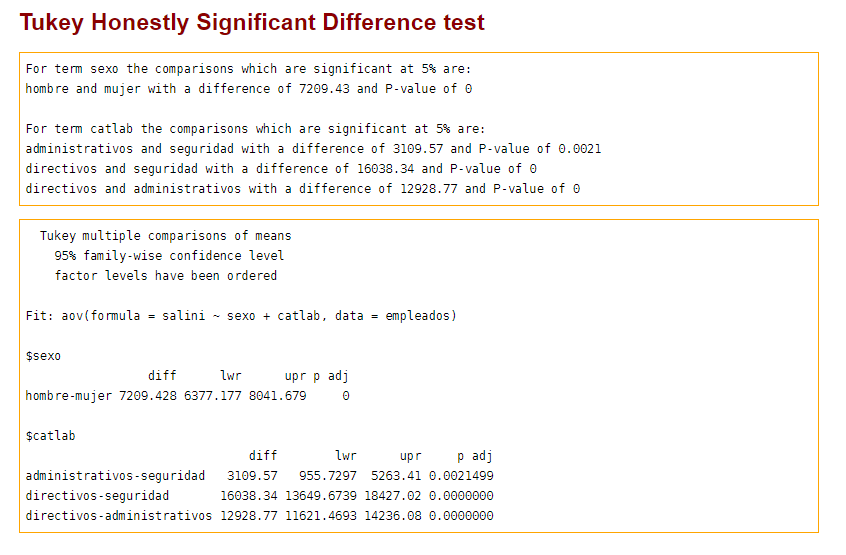 Tukey Honestly Significant Difference test
For term sexo the comparisons which are significant at 5% are:
hombre and mujer with a difference of 7209.43 and P-value of 0
For term catlab the comparisons which are significant at 5% are:
administrativos and seguridad with a difference of 3109.57 and P-value of 0.0021
directivos and seguridad with a difference of 16038.34 and P-value of 0
directivos and administrativos with a difference of 12928.77 and P-value of 0
Tukey multiple comparisons of means
95% family-wise confidence level
factor levels have been ordered
Fit: aov(formula = salini ~ sexo + catlab, data = empleados)
$sexo
diff lwr upr p adj
hombre-mujer 7209.428 6377.177 8041.679 0
$catlab
diff lwr upr p adj
administrativos-seguridad 3109.57 955.7297 5263.41 0.0021499
directivos-seguridad 16038.34 13649.6739 18427.02 0.0000000
directivos-administrativos 12928.77 11621.4693 14236.08 0.0000000